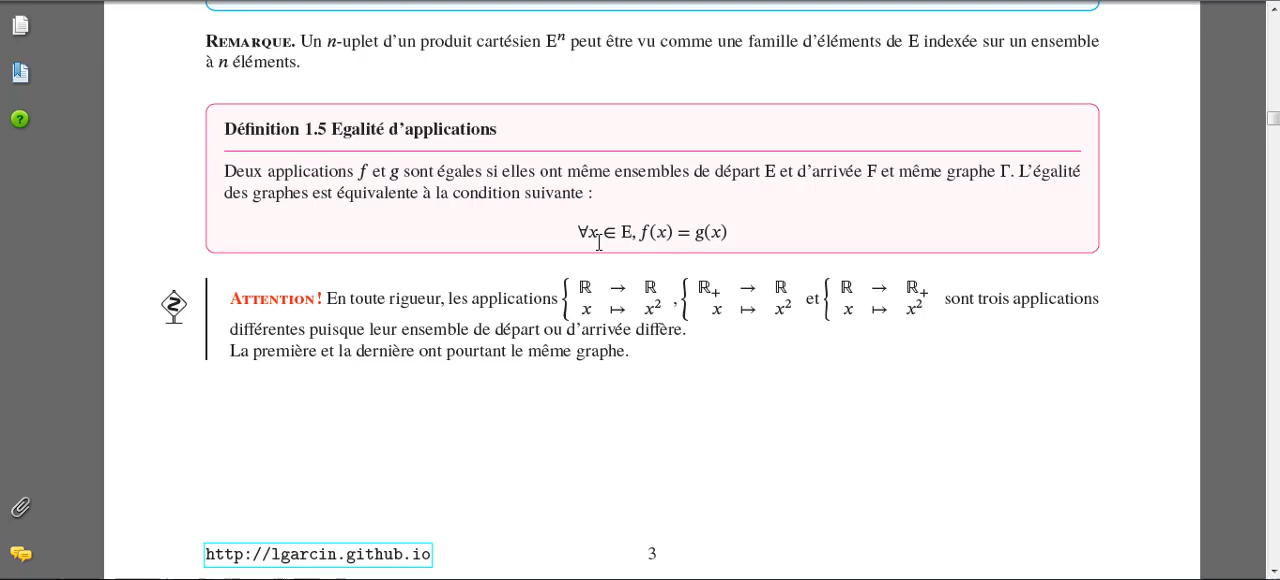 REMARQUE. Un n-uplet d'un produit cartésien Eⁿ peut être vu comme une famille d'éléments de E indexée sur un ensemble
à n éléments.
Définition 1.5 Egalité d'applications
Deux applications f et g sont égales si elles ont même ensembles de départ E et d'arrivée F et même graphe Γ. L'égalité
des graphes est équivalente à la condition suivante :
∀x ∈ E, f(x) = g(x)
ATTENTION ! En toute rigueur, les applications { ℝ → ℝ x ↦ x² , { ℝ₊ → ℝ x ↦ x² et { ℝ → ℝ₊ x ↦ x² sont trois applications
différentes puisque leur ensemble de départ ou d'arrivée diffère.
La première et la dernière ont pourtant le même graphe.
http://lgarcin.github.io 3